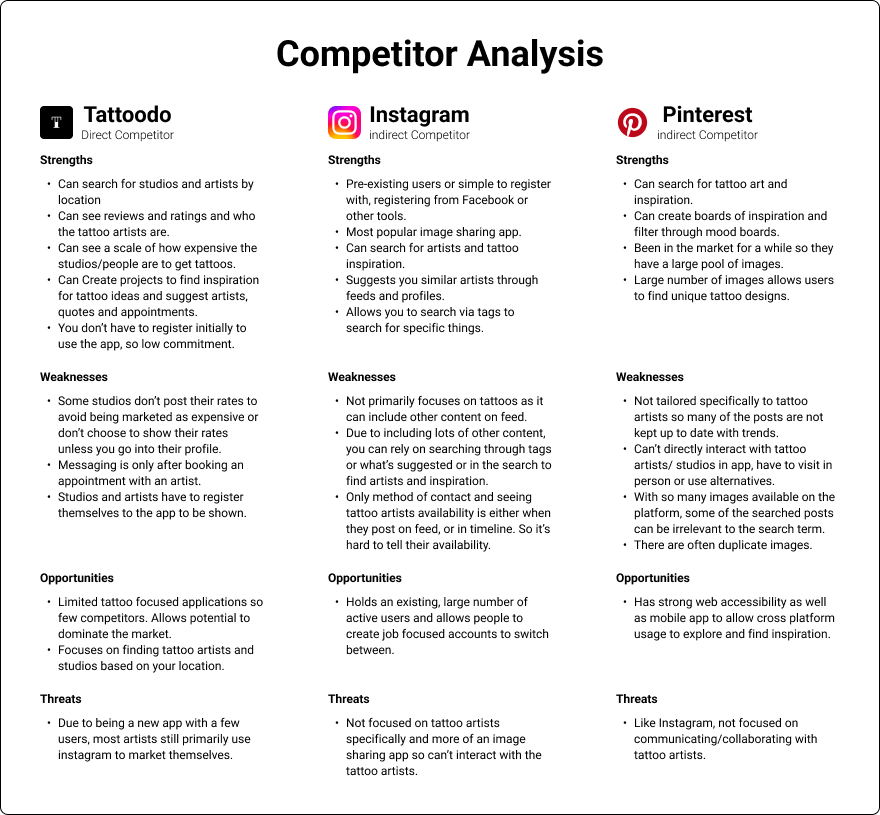 Competitor Analysis
T
Tattoodo
Direct Competitor
Strengths
• Can search for studios and artists by
location
• Can see reviews and ratings and who
the tattoo artists are.
• Can see a scale of how expensive the
studios/people are to get tattoos.
• Can Create projects to find inspiration
for tattoo ideas and suggest artists,
quotes and appointments.
• You don’t have to register initially to
use the app, so low commitment.
Weaknesses
• Some studios don’t post their rates to
avoid being marketed as expensive or
don’t choose to show their rates
unless you go into their profile.
• Messaging is only after booking an
appointment with an artist.
• Studios and artists have to register
themselves to the app to be shown.
Opportunities
• Limited tattoo focused applications so
few competitors. Allows potential to
dominate the market.
• Focuses on finding tattoo artists and
studios based on your location.
Threats
• Due to being a new app with a few
users, most artists still primarily use
instagram to market themselves.
Instagram
indirect Competitor
Strengths
• Pre-existing users or simple to register
with, registering from Facebook or
other tools.
• Most popular image sharing app.
• Can search for artists and tattoo
inspiration.
• Suggests you similar artists through
feeds and profiles.
• Allows you to search via tags to
search for specific things.
Weaknesses
• Not primarily focuses on tattoos as it
can include other content on feed.
• Due to including lots of other content,
you can rely on searching through tags
or what’s suggested or in the search to
find artists and inspiration.
• Only method of contact and seeing
tattoo artists availability is either when
they post on feed, or in timeline. So it’s
hard to tell their availability.
Opportunities
• Holds an existing, large number of
active users and allows people to
create job focused accounts to switch
between.
Threats
• Not focused on tattoo artists
specifically and more of an image
sharing app so can’t interact with the
tattoo artists.
Pinterest
indirect Competitor
Strengths
• Can search for tattoo art and
inspiration.
• Can create boards of inspiration and
filter through mood boards.
• Been in the market for a while so they
have a large pool of images.
• Large number of images allows users
to find unique tattoo designs.
Weaknesses
• Not tailored specifically to tattoo
artists so many of the posts are not
kept up to date with trends.
• Can’t directly interact with tattoo
artists/ studios in app, have to visit in
person or use alternatives.
• With so many images available on the
platform, some of the searched posts
can be irrelevant to the search term.
• There are often duplicate images.
Opportunities
• Has strong web accessibility as well
as mobile app to allow cross platform
usage to explore and find inspiration.
Threats
• Like Instagram, not focused on
communicating/collaborating with
tattoo artists.